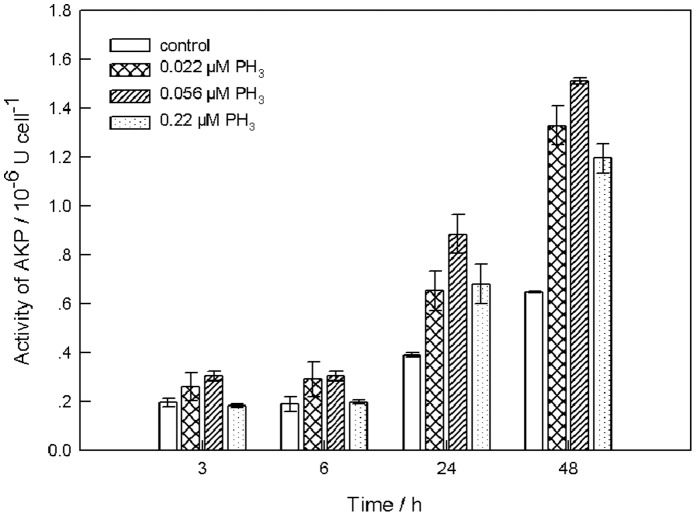 Activity of AKP / 10⁻⁶ U cell⁻¹
1.8
1.6
1.4
1.2
1.0
.8
.6
.4
.2
0.0
control
0.022 µM PH₃
0.056 µM PH₃
0.22 µM PH₃
3 6 24 48
Time / h